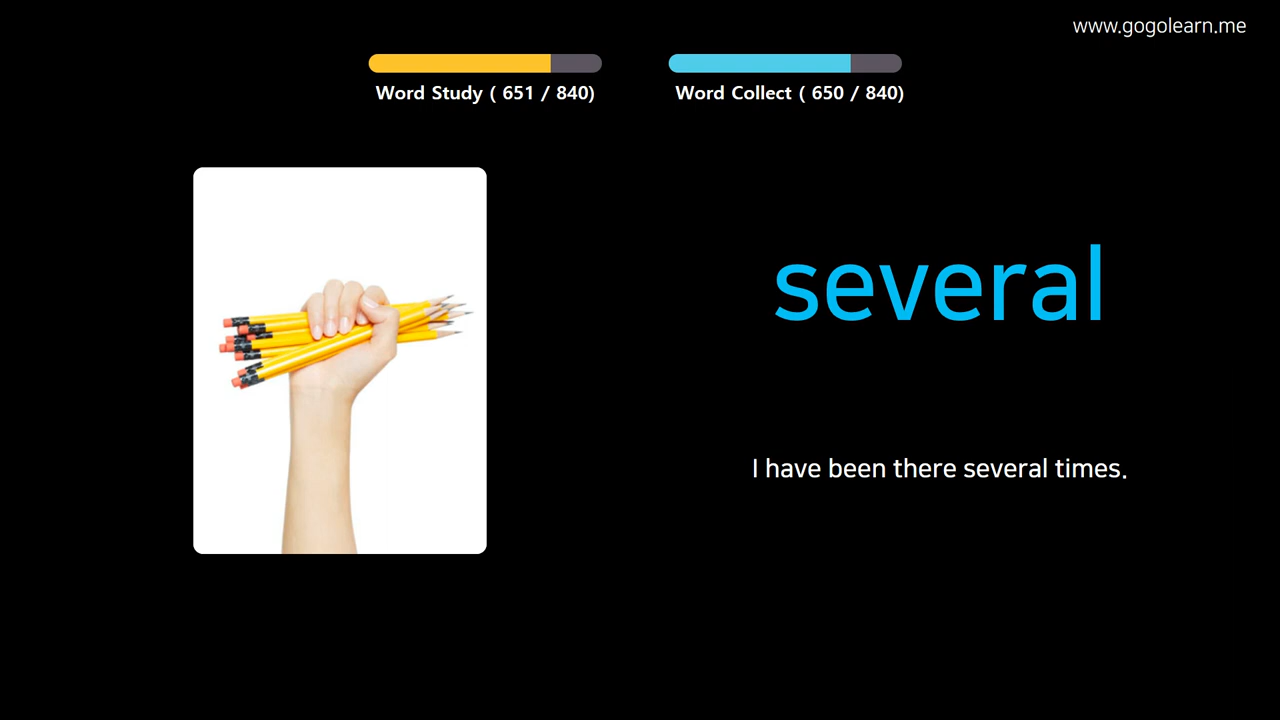 www.gogolearn.me
Word Study ( 651 / 840)
Word Collect ( 650 / 840)
several
I have been there several times.